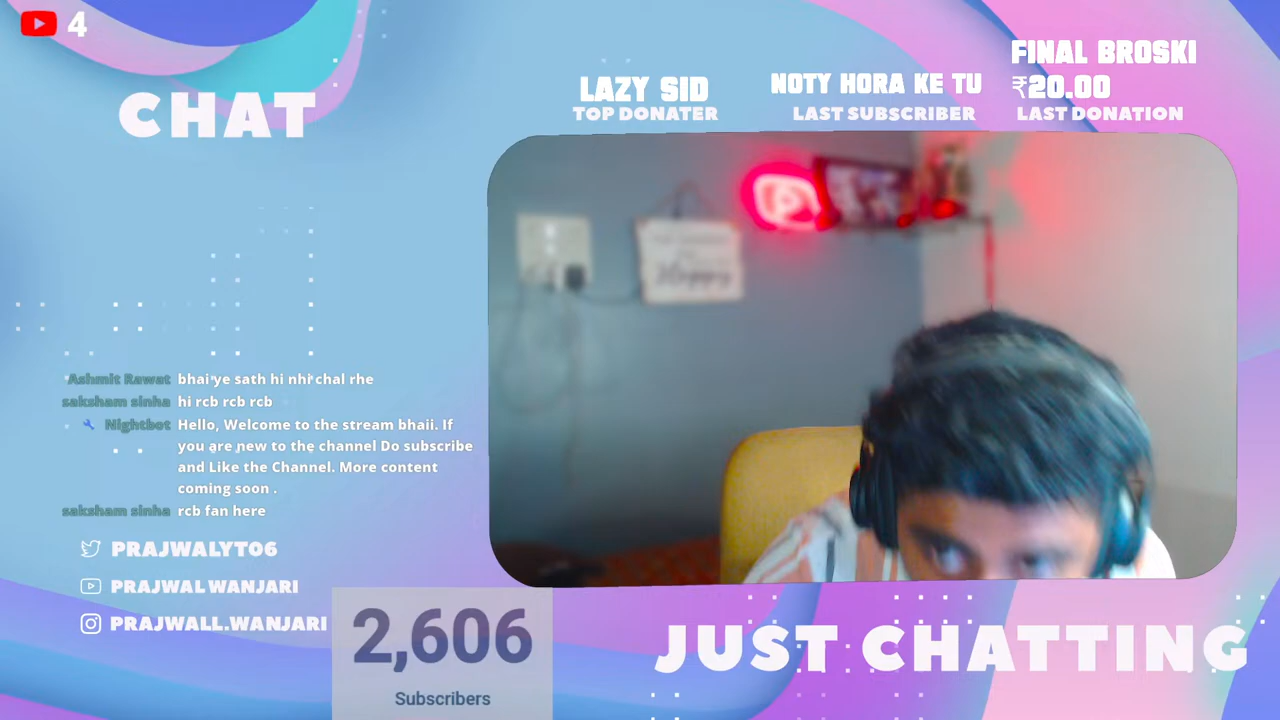 4
CHAT
LAZY SID
TOP DONATER
NOTY HORA KE TU
LAST SUBSCRIBER
FINAL BROSKI
₹20.00
LAST DONATION
Happy
Ashmit Rawat bhai ye sath hi nhi chal rhe
saksham sinha hi rcb rcb rcb
Nightbot Hello, Welcome to the stream bhaii. If
you are new to the channel Do subscribe
and Like the Channel. More content
coming soon .
saksham sinha rcb fan here
PRAJWALYT06
PRAJWAL WANJARI
PRAJWALL.WANJARI
2,606
Subscribers
JUST CHATTING